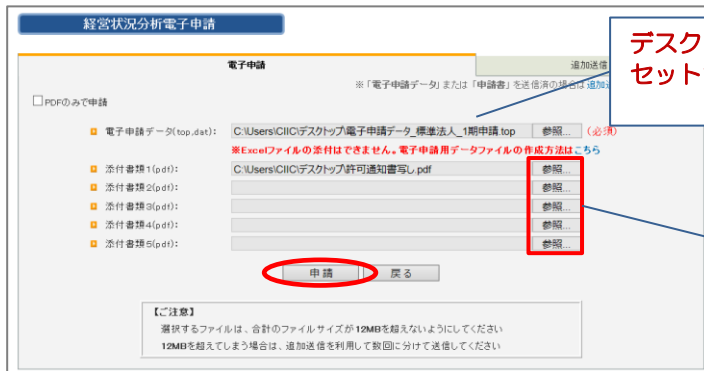 経営状況分析電子申請
デスク
セット
電子申請
追加送信
※「電子申請データ」または「申請書」を送信済の場合は追加送
PDFのみで申請
電子申請データ(top,dat):
C:\Users\CIIC\デスクトップ\電子申請データ_標準法人_1期申請.top
参照...
(必須)
※Excelファイルの添付はできません。電子申請用データファイルの作成方法はこちら
添付書類1(pdf):
C:\Users\CIIC\デスクトップ\許可通知書写し.pdf
参照...
添付書類2(pdf):
参照...
添付書類3(pdf):
参照...
添付書類4(pdf):
参照...
添付書類5(pdf):
参照...
申請
戻る
【ご注意】
選択するファイルは、合計のファイルサイズが12MBを超えないようにしてください
12MBを超えてしまう場合は、追加送信を利用して数回に分けて送信してください